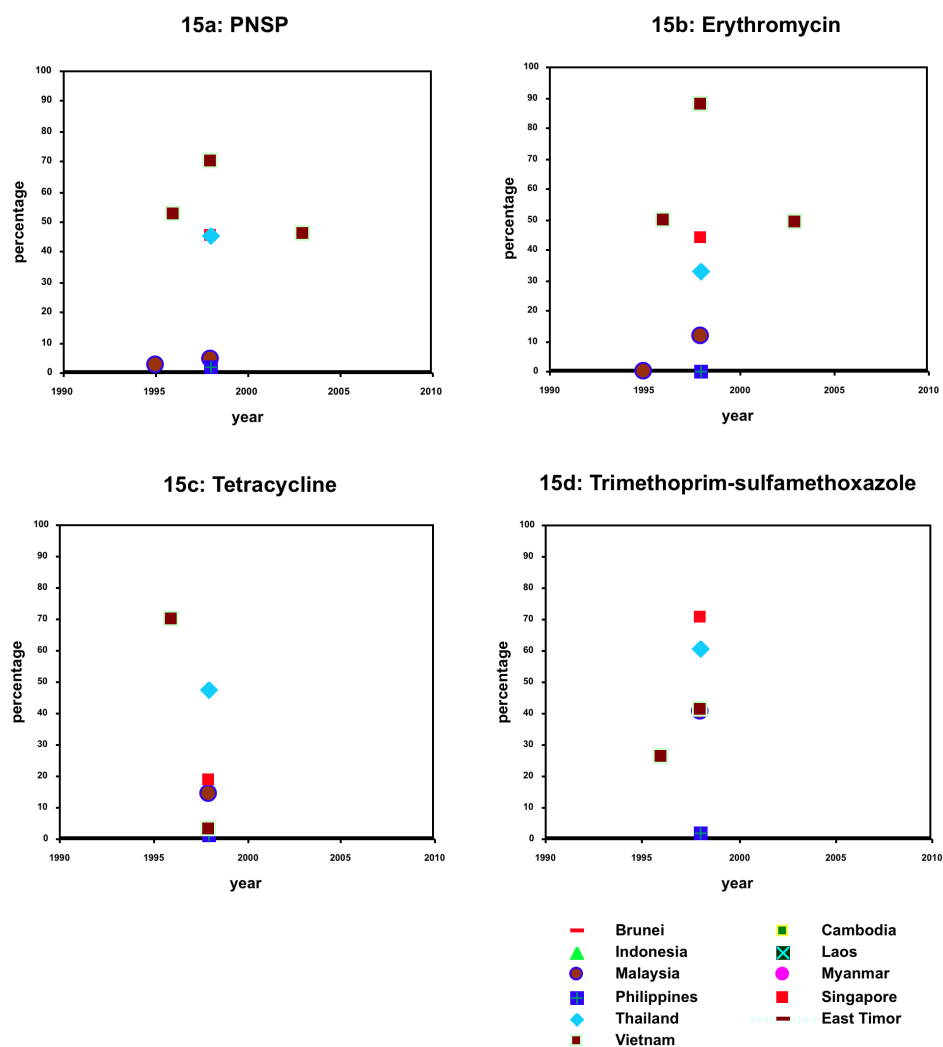 15a: PNSP
15b: Erythromycin
100
90
80
70
60
50
40
30
20
10
0
percentage
1990
1995
2000
2005
2010
year
100
90
80
70
60
50
40
30
20
10
0
percentage
1990
1995
2000
2005
2010
year
15c: Tetracycline
15d: Trimethoprim-sulfamethoxazole
100
90
80
70
60
50
40
30
20
10
0
percentage
1990
1995
2000
2005
2010
year
100
90
80
70
60
50
40
30
20
10
0
percentage
1990
1995
2000
2005
2010
year
Brunei
Indonesia
Malaysia
Philippines
Thailand
Vietnam
Cambodia
Laos
Myanmar
Singapore
East Timor